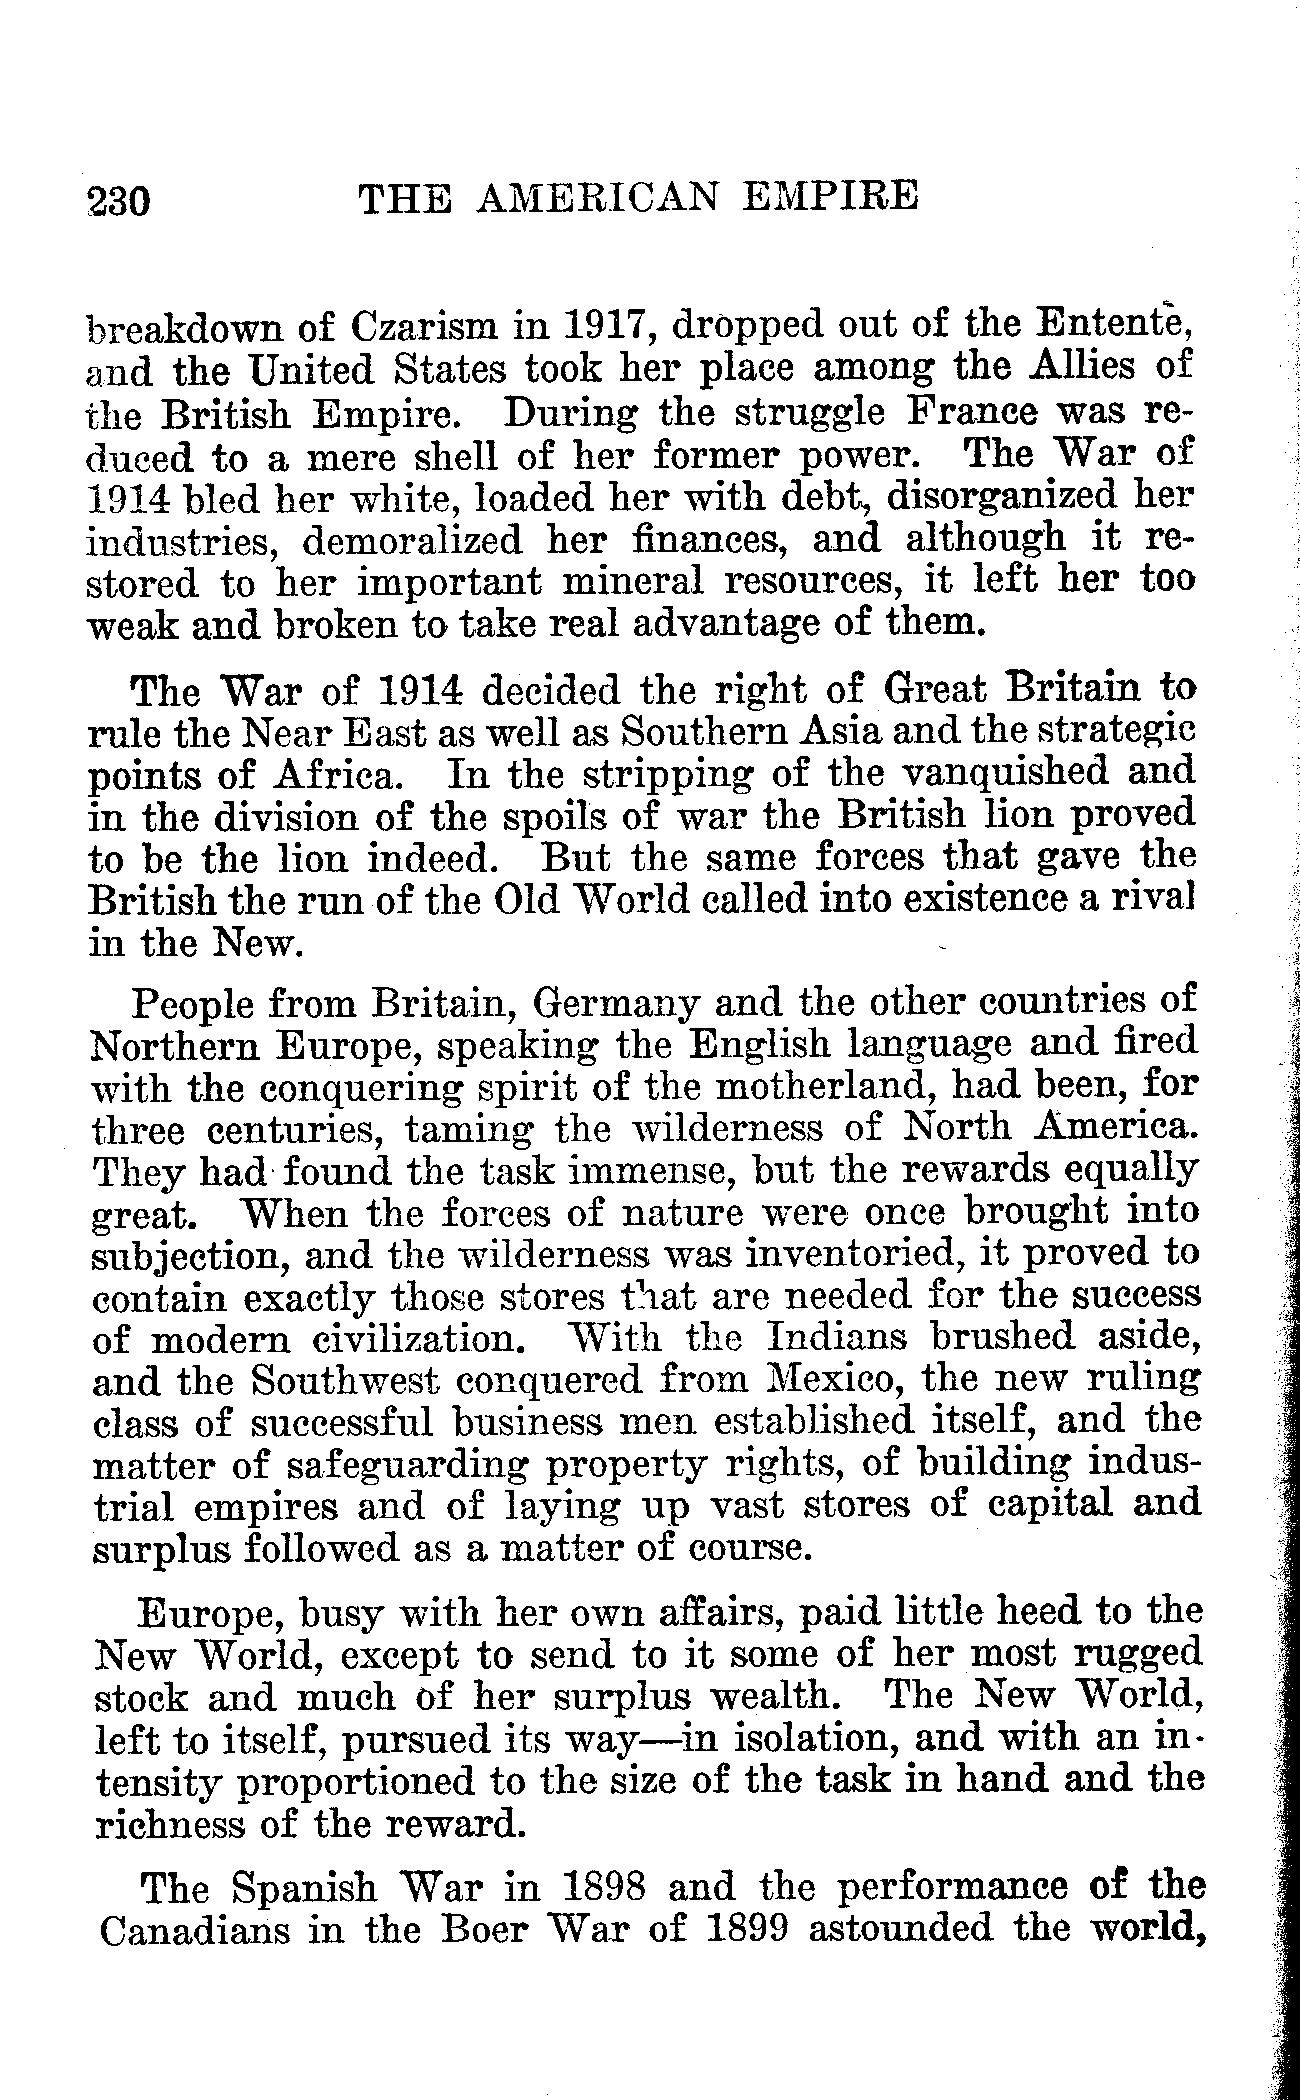 230 THE AMERICAN EMPIRE
breakdown of Czarism in 1917, dropped out of the Entente,
and the United States took her place among the Allies of
the British Empire. During the struggle France was re-
duced to a mere shell of her former power. The War of
1914 bled her white, loaded her with debt, disorganized her
industries, demoralized her finances, and although it re-
stored to her important mineral resources, it left her too
weak and broken to take real advantage of them.
The War of 1914 decided the right of Great Britain to
rule the Near East as well as Southern Asia and the strategic
points of Africa. In the stripping of the vanquished and
in the division of the spoils of war the British lion proved
to be the lion indeed. But the same forces that gave the
British the run of the Old World called into existence a rival
in the New.
People from Britain, Germany and the other countries of
Northern Europe, speaking the English language and fired
with the conquering spirit of the motherland, had been, for
three centuries, taming the wilderness of North America.
They had found the task immense, but the rewards equally
great. When the forces of nature were once brought into
subjection, and the wilderness was inventoried, it proved to
contain exactly those stores that are needed for the success
of modern civilization. With the Indians brushed aside,
and the Southwest conquered from Mexico, the new ruling
class of successful business men established itself, and the
matter of safeguarding property rights, of building indus-
trial empires and of laying up vast stores of capital and
surplus followed as a matter of course.
Europe, busy with her own affairs, paid little heed to the
New World, except to send to it some of her most rugged
stock and much of her surplus wealth. The New World,
left to itself, pursued its way—in isolation, and with an in-
tensity proportioned to the size of the task in hand and the
richness of the reward.
The Spanish War in 1898 and the performance of the
Canadians in the Boer War of 1899 astounded the world,